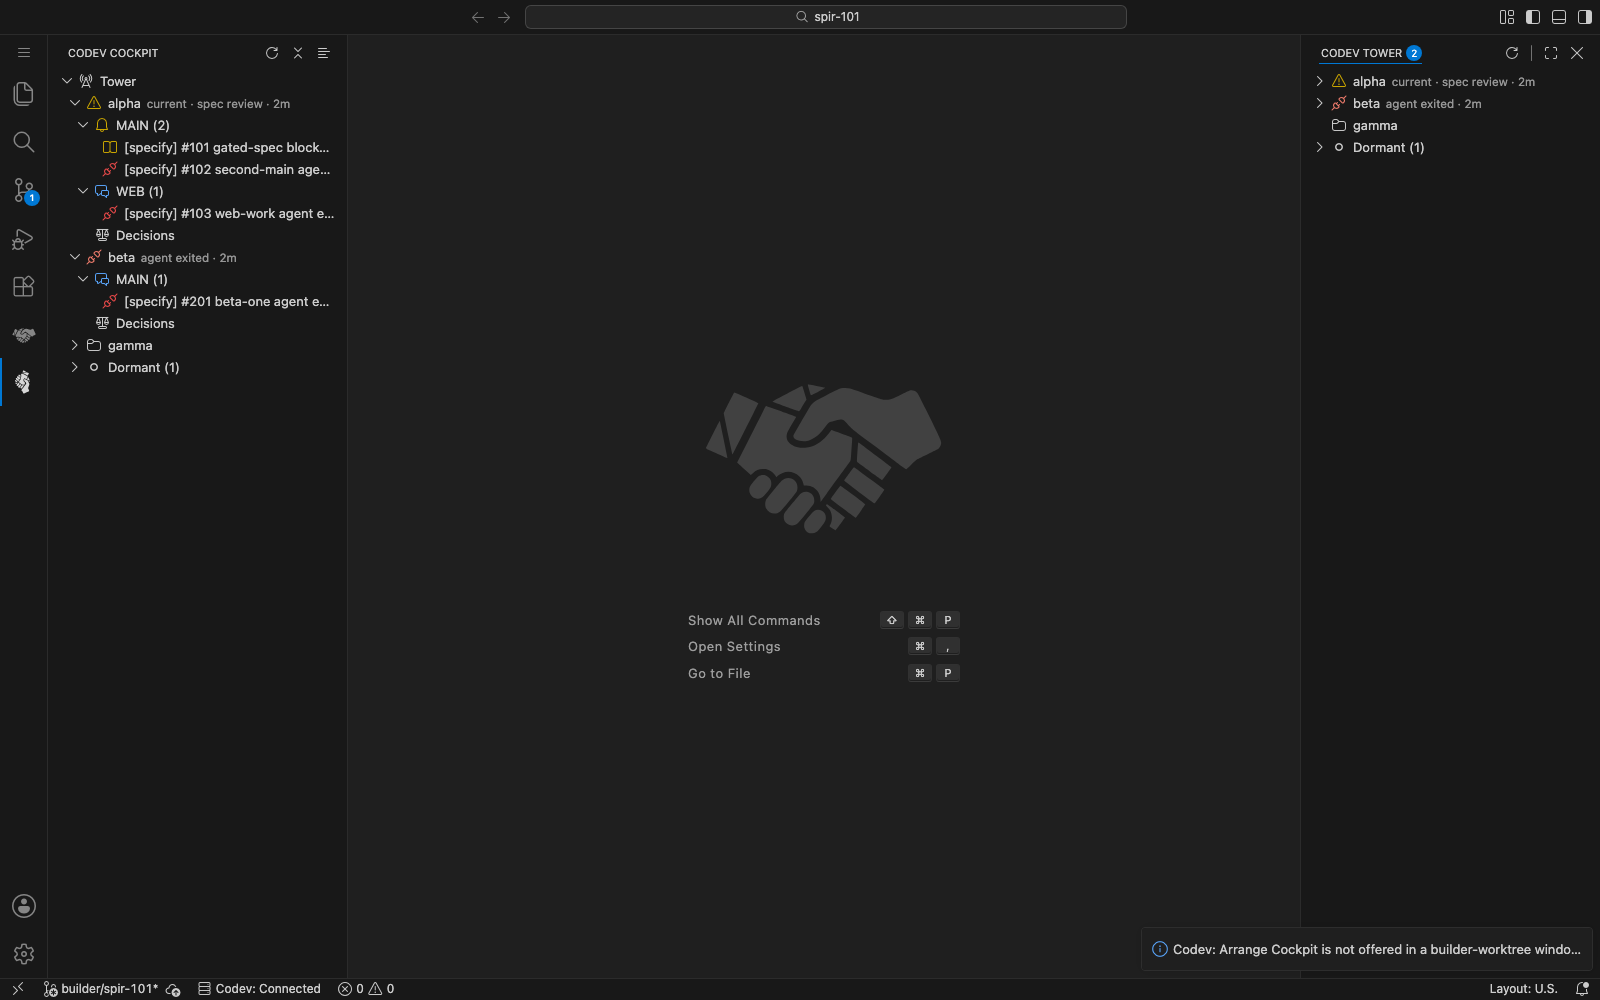 spir-101
CODEV COCKPIT
Tower
alpha current · spec review · 2m
MAIN (2)
[specify] #101 gated-spec block...
[specify] #102 second-main age...
WEB (1)
[specify] #103 web-work agent e...
Decisions
beta agent exited · 2m
MAIN (1)
[specify] #201 beta-one agent e...
Decisions
gamma
Dormant (1)
1
Show All Commands ⇧ ⌘ P
Open Settings ⌘ ,
Go to File ⌘ P
CODEV TOWER 2
alpha current · spec review · 2m
beta agent exited · 2m
gamma
Dormant (1)
Codev: Arrange Cockpit is not offered in a builder-worktree windo...
builder/spir-101* Codev: Connected 0 0 Layout: U.S.